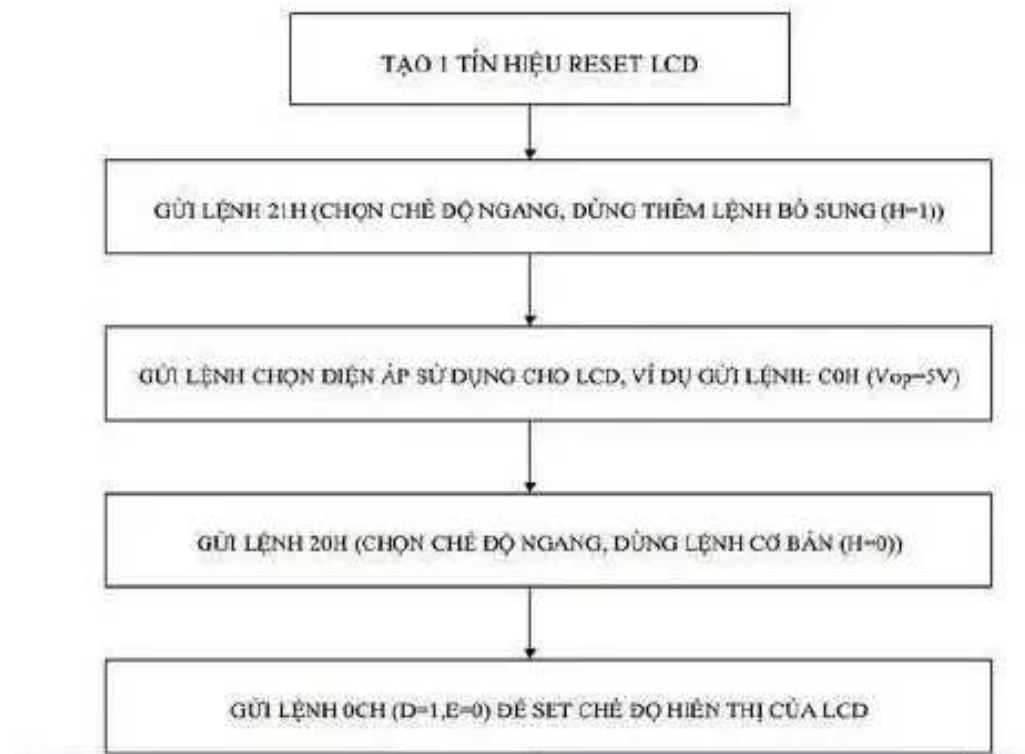 TẠO 1 TÍN HIỆU RESET LCD
GỬI LỆNH 21H (CHỌN CHẾ ĐỘ NGANG, DÙNG THÊM LỆNH BỔ SUNG (H=1))
GỬI LỆNH CHỌN ĐIỆN ÁP SỬ DỤNG CHO LCD, VÍ DỤ GỬI LỆNH: C0H (Vop=5V)
GỬI LỆNH 20H (CHỌN CHẾ ĐỘ NGANG, DÙNG LỆNH CƠ BẢN (H=0))
GỬI LỆNH 0CH (D=1,E=0) ĐỂ SET CHẾ ĐỘ HIỂN THỊ CỦA LCD